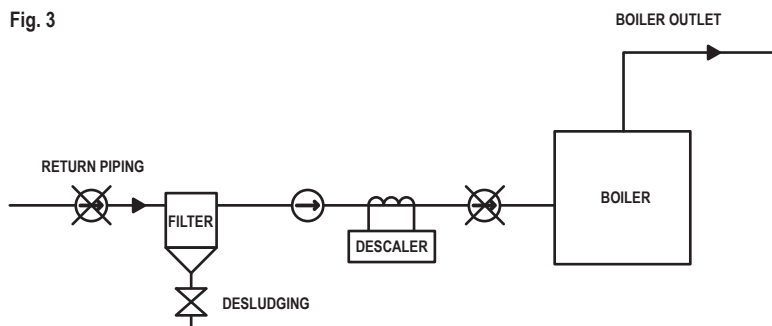 Fig. 3
BOILER OUTLET
RETURN PIPING
FILTER
BOILER
DESCALER
DESLUDGING